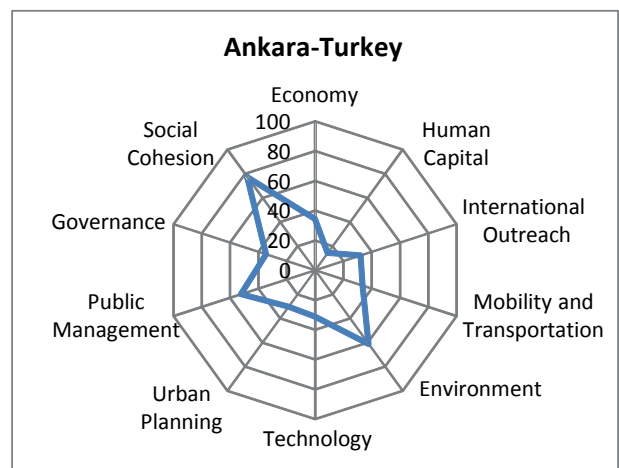 Ankara-Turkey
Economy
Human
Capital
International
Outreach
Mobility and
Transportation
Environment
Technology
Urban
Planning
Public
Management
Governance
Social
Cohesion
100
80
60
40
20
0